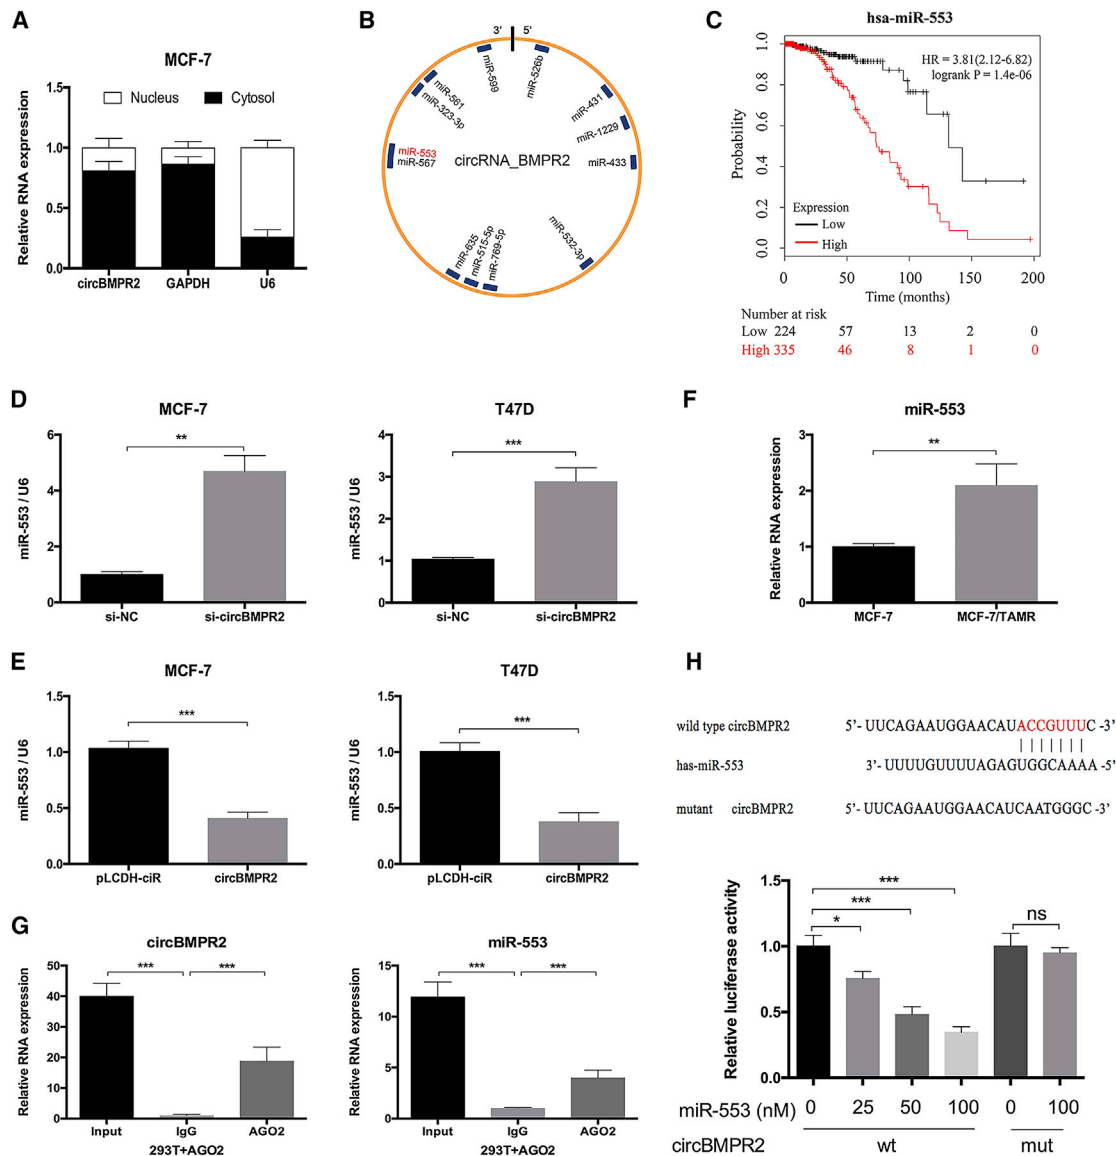 A
MCF-7
Nucleus
Cytosol
Relative RNA expression
1.5
1.0
0.5
0.0
circBMPR2
GAPDH
U6
B
3’
5’
miR-599
miR-526b
miR-561
miR-323-3p
miR-431
miR-1229
miR-553
miR-567
circRNA_BMPR2
miR-433
miR-635
miR-515-5p
miR-769-5p
miR-532-3p
C
hsa-miR-553
HR = 3.81(2.12-6.82)
logrank P = 1.4e-06
Probability
1.0
0.8
0.6
0.4
0.2
0.0
Expression
Low
High
0 50 100 150 200
Time (months)
Number at risk
Low 224 57 13 2 0
High 335 46 8 1 0
D
MCF-7
**
miR-553 / U6
6
4
2
0
si-NC
si-circBMPR2
T47D
***
miR-553 / U6
4
3
2
1
0
si-NC
si-circBMPR2
F
miR-553
**
Relative RNA expression
3
2
1
0
MCF-7
MCF-7/TAMR
E
MCF-7
***
miR-553 / U6
1.5
1.0
0.5
0.0
pLCDH-ciR
circBMPR2
T47D
***
miR-553 / U6
1.5
1.0
0.5
0.0
pLCDH-ciR
circBMPR2
G
circBMPR2
*** ***
Relative RNA expression
50
40
30
20
10
0
Input
IgG
AGO2
293T+AGO2
miR-553
*** ***
Relative RNA expression
15
10
5
0
Input
IgG
AGO2
293T+AGO2
H
wild type circBMPR2 5’- UUCAGAAUGGAACAUACCGUUUC -3’
has-miR-553 3’- UUUUGUUUUAGAGUGGCAAAA -5’
mutant circBMPR2 5’- UUCAGAAUGGAACAUCAAUGGGC -3’
Relative luciferase activity
1.5
1.0
0.5
0.0
***
***
*
ns
miR-553 (nM) 0 25 50 100 0 100
circBMPR2 wt mut